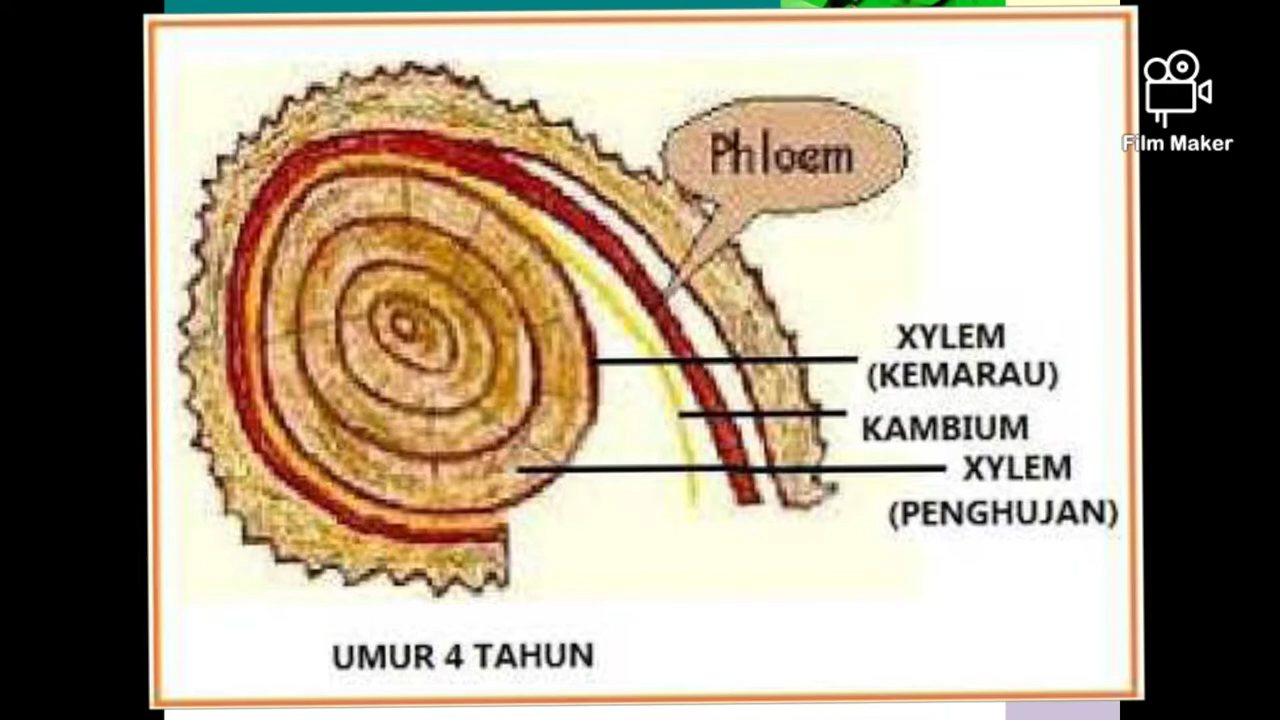 Phloem
Film Maker
XYLEM
(KEMARAU)
KAMBIUM
XYLEM
(PENGHUJAN)
UMUR 4 TAHUN